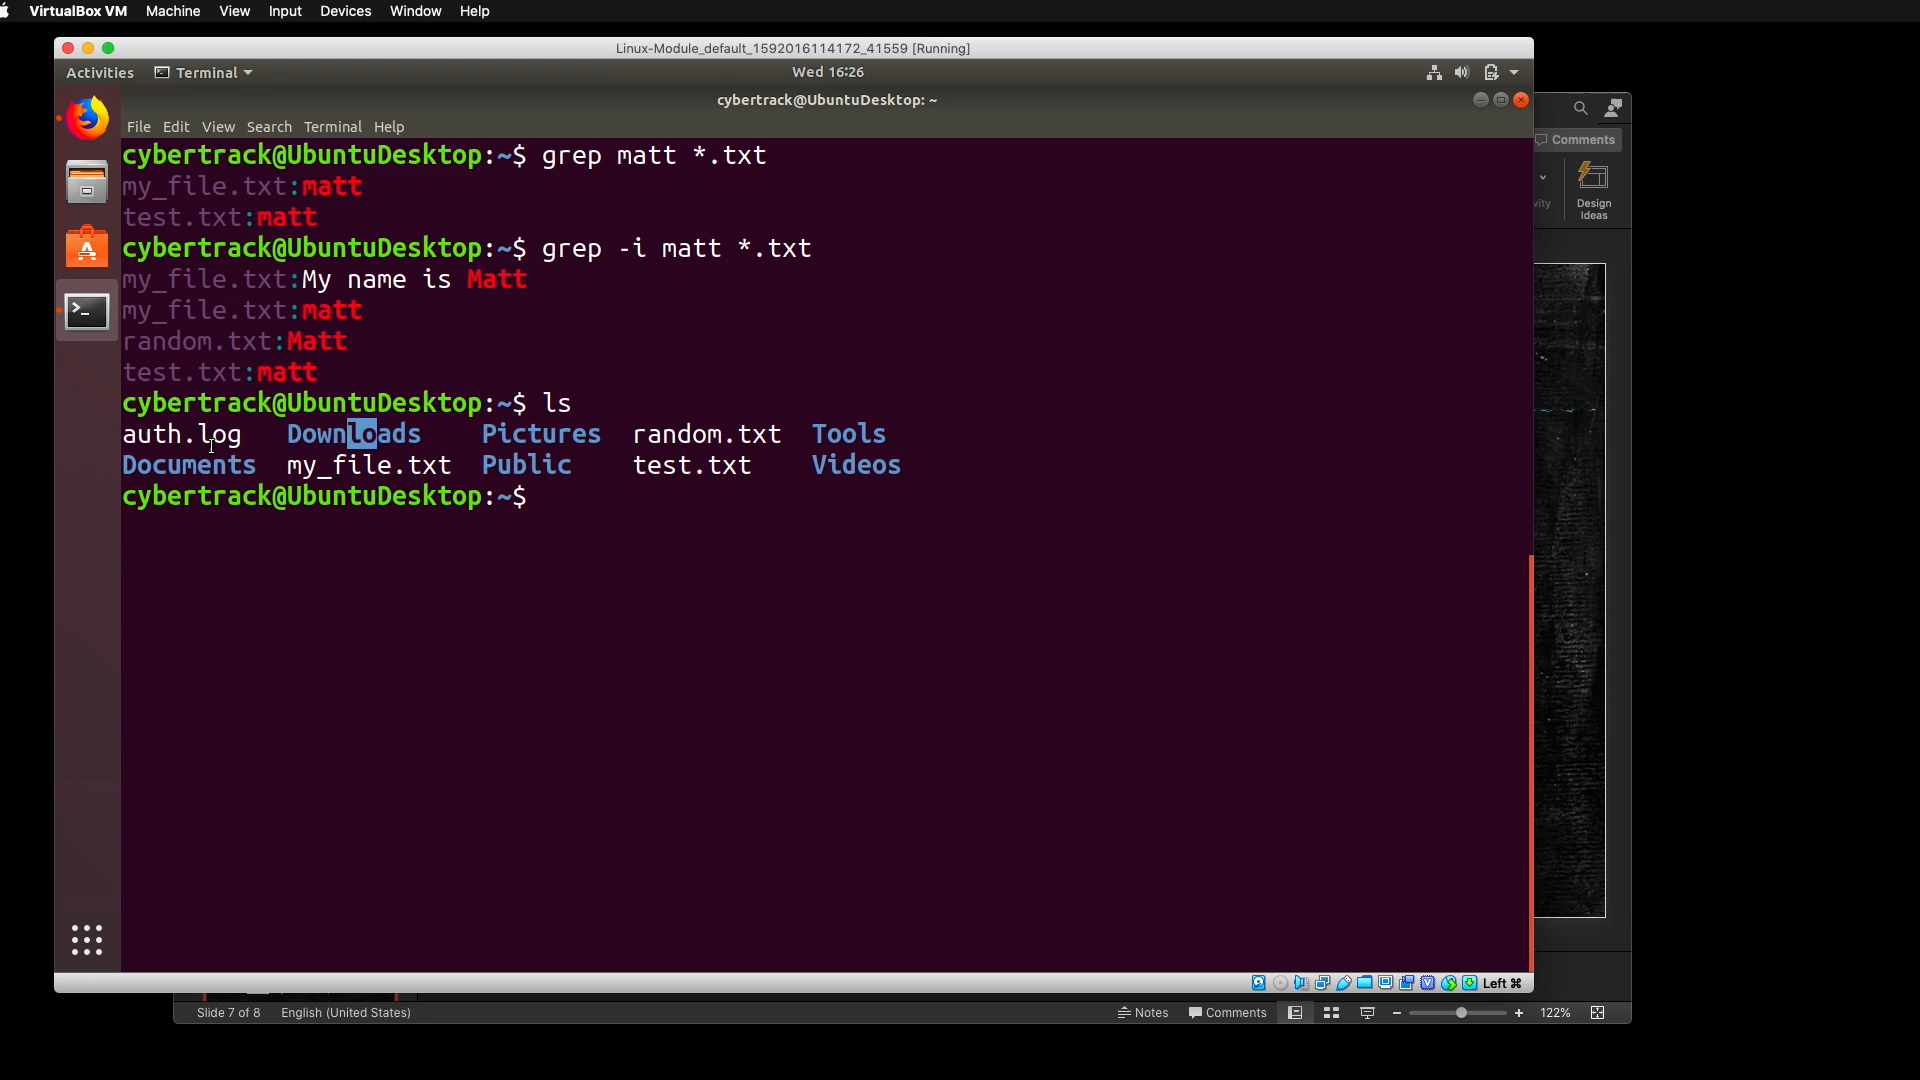 VirtualBox VM Machine View Input Devices Window Help
Linux-Module_default_1592016114172_41559 [Running]
Activities Terminal Wed 16:26
cybertrack@UbuntuDesktop: ~
File Edit View Search Terminal Help
cybertrack@UbuntuDesktop:~$ grep matt *.txt
my_file.txt:matt
test.txt:matt
cybertrack@UbuntuDesktop:~$ grep -i matt *.txt
my_file.txt:My name is Matt
my_file.txt:matt
random.txt:Matt
test.txt:matt
cybertrack@UbuntuDesktop:~$ ls
auth.log Downloads Pictures random.txt Tools
Documents my_file.txt Public test.txt Videos
cybertrack@UbuntuDesktop:~$
Comments
Design
Ideas
Left ⌘
Slide 7 of 8 English (United States) Notes Comments 122%